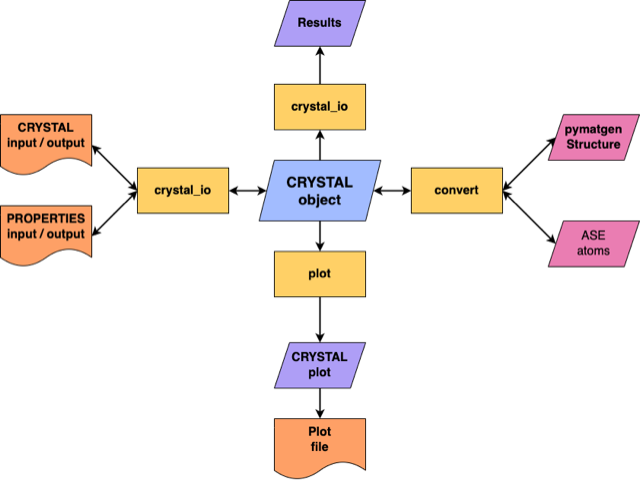 Results
crystal_io
CRYSTAL
input / output
pymatgen
Structure
crystal_io
CRYSTAL
object
convert
PROPERTIES
input / output
ASE
atoms
plot
CRYSTAL
plot
Plot
file